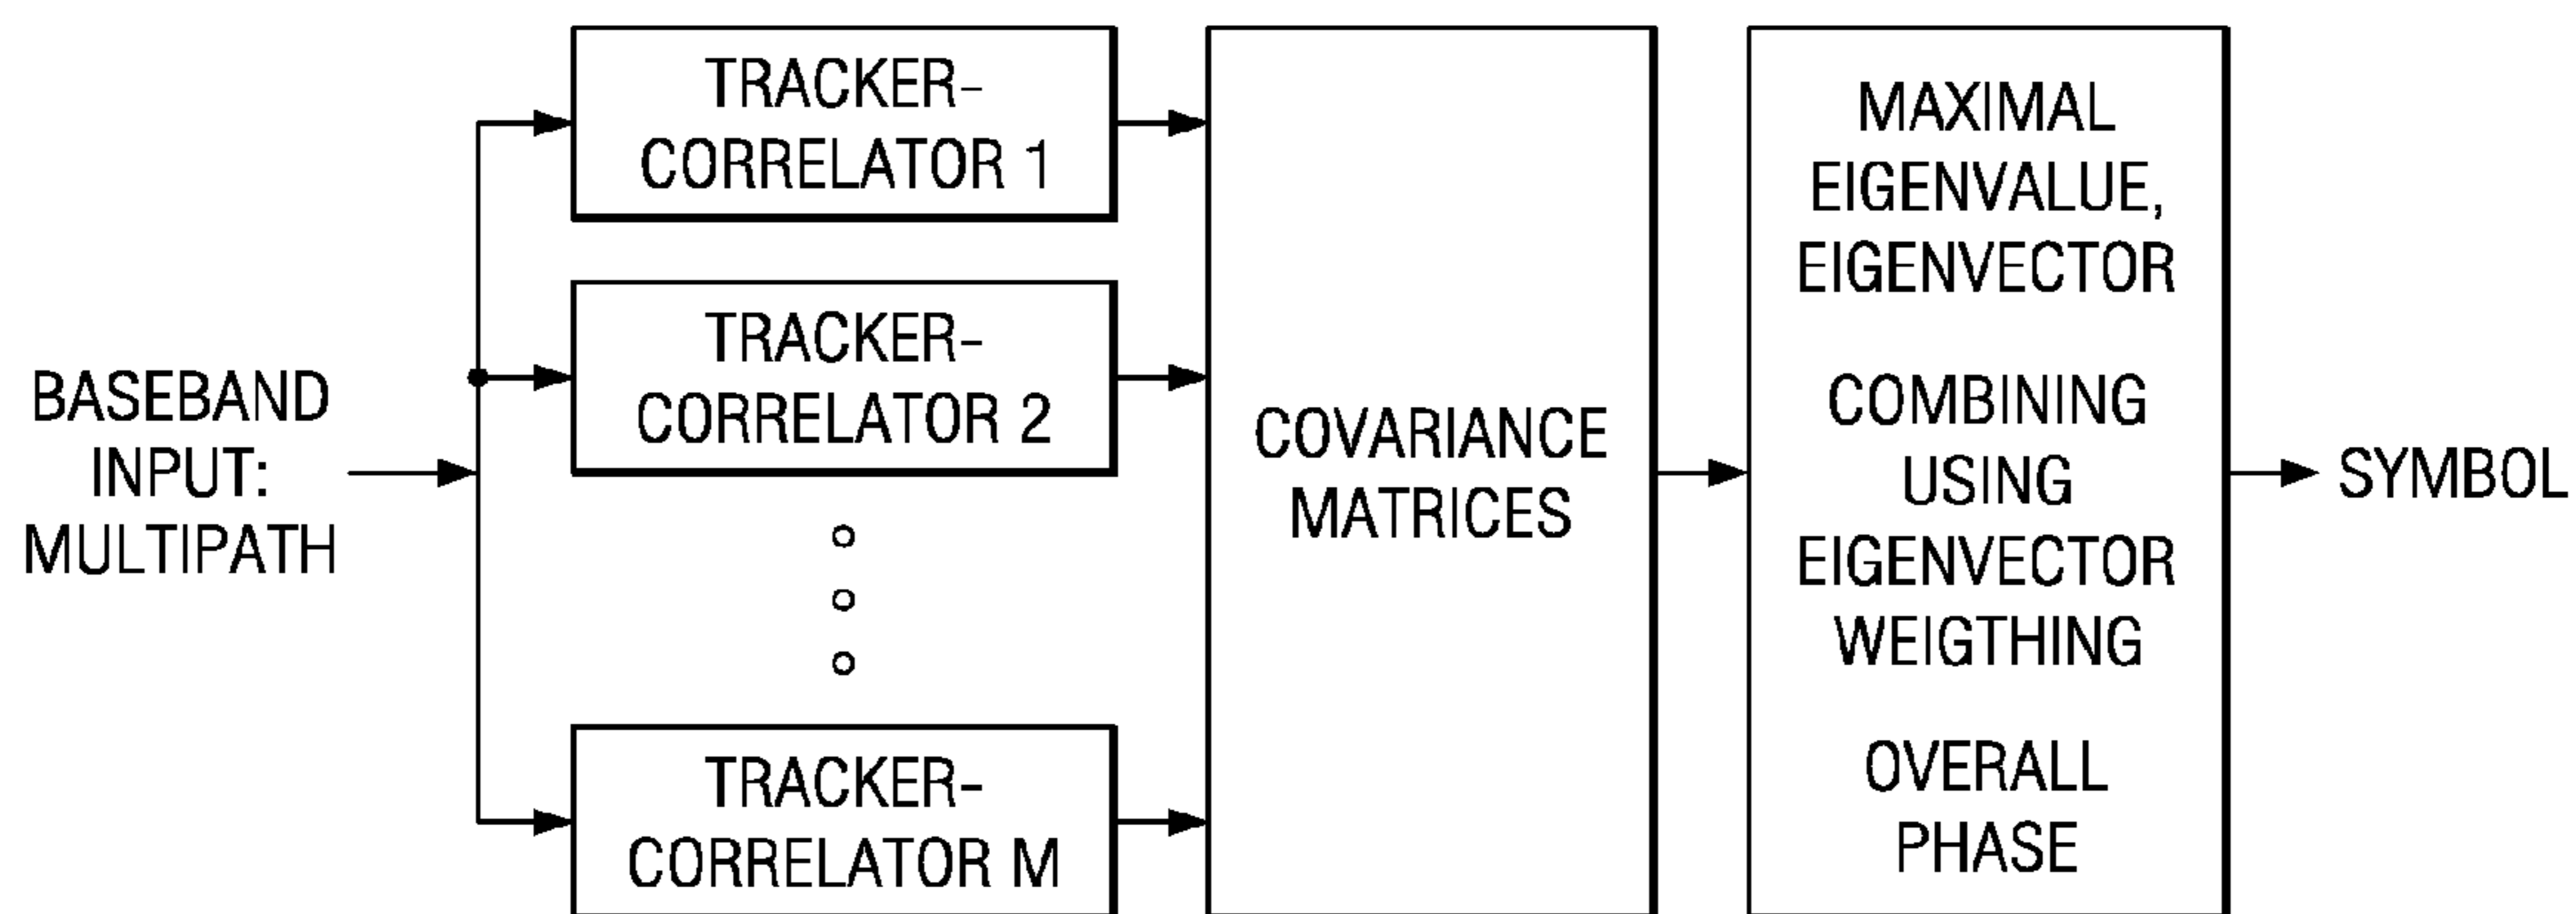 BASEBAND
INPUT:
MULTIPATH
TRACKER-
CORRELATOR 1
TRACKER-
CORRELATOR 2
TRACKER-
CORRELATOR M
COVARIANCE
MATRICES
MAXIMAL
EIGENVALUE,
EIGENVECTOR
COMBINING
USING
EIGENVECTOR
WEIGTHING
OVERALL
PHASE
SYMBOL